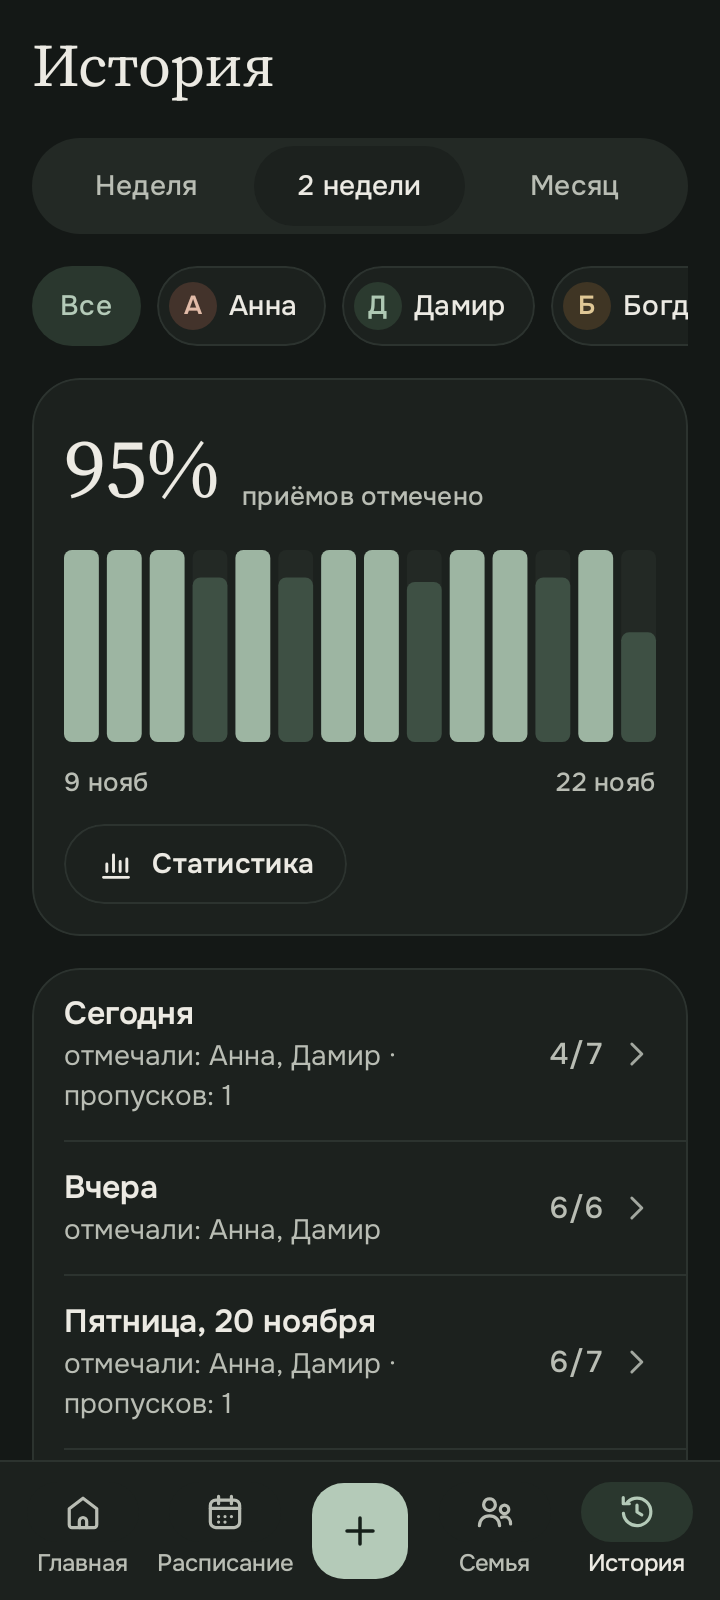 История
Неделя
2 недели
Месяц
Все
А Анна
Д Дамир
Б Богд
95% приёмов отмечено
9 нояб
22 нояб
Статистика
Сегодня
отмечали: Анна, Дамир ·
пропусков: 1
4/7
Вчера
отмечали: Анна, Дамир
6/6
Пятница, 20 ноября
отмечали: Анна, Дамир ·
пропусков: 1
6/7
Главная
Расписание
Семья
История